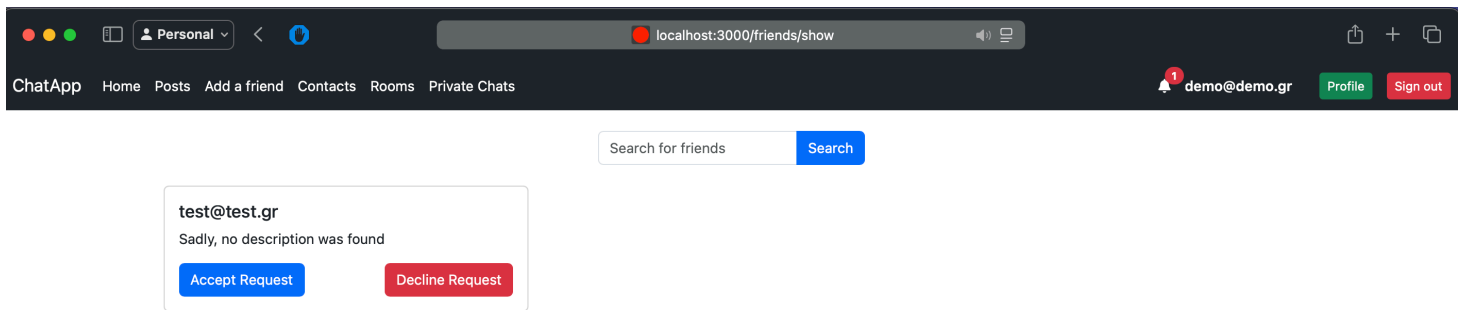 Personal
localhost:3000/friends/show
ChatApp Home Posts Add a friend Contacts Rooms Private Chats 1 demo@demo.gr Profile Sign out
Search for friends Search
test@test.gr
Sadly, no description was found
Accept Request Decline Request